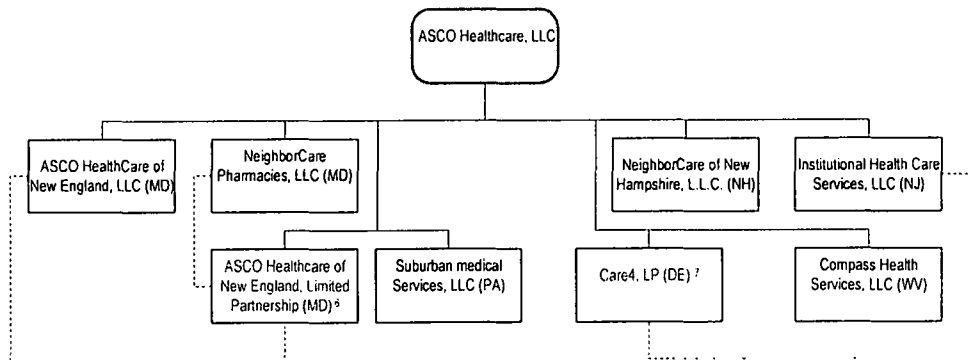 ASCO Healthcare, LLC
ASCO HealthCare of
New England, LLC (MD)
NeighborCare
Pharmacies, LLC (MD)
NeighborCare of New
Hampshire, L.L.C. (NH)
Institutional Health Care
Services, LLC (NJ)
ASCO Healthcare of
New England, Limited
Partnership (MD) 6
Suburban medical
Services, LLC (PA)
Care4, LP (DE) 7
Compass Health
Services, LLC (WV)